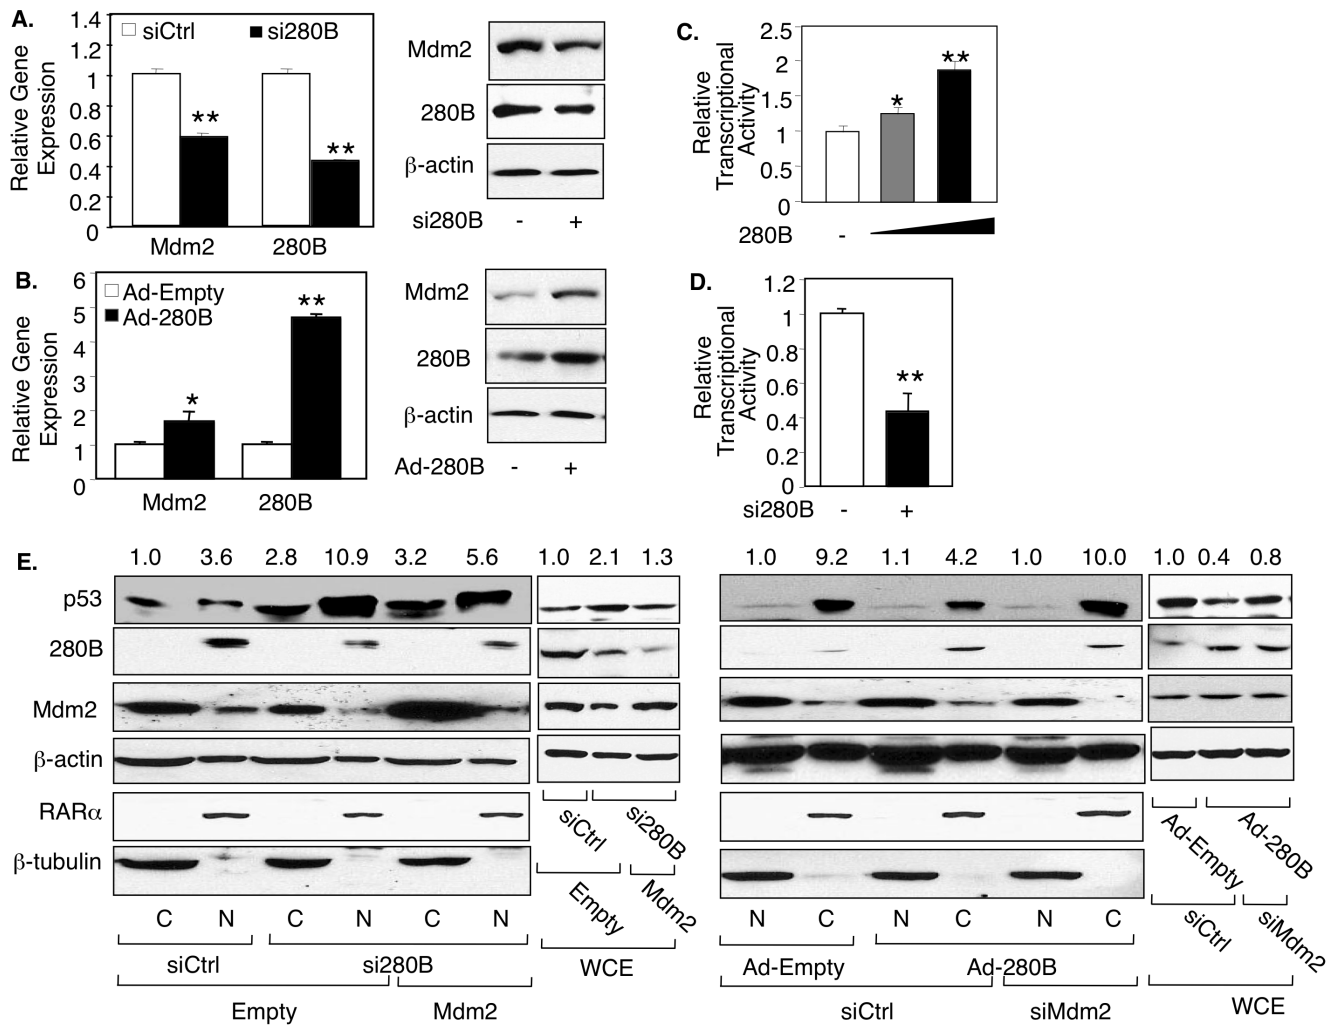 A.
1.4
1.2
1
0.8
0.6
0.4
0.2
0
Relative Gene
Expression
siCtrl si280B
**
**
Mdm2 280B
Mdm2
280B
β-actin
si280B - +
B.
6
5
4
3
2
1
0
Relative Gene
Expression
Ad-Empty
Ad-280B
*
**
Mdm2 280B
Mdm2
280B
β-actin
Ad-280B - +
C.
2.5
2
1.5
1
0.5
0
Relative
Transcriptional
Activity
*
**
280B -
D.
1.2
1
0.8
0.6
0.4
0.2
0
Relative
Transcriptional
Activity
**
si280B - +
E.
1.0 3.6 2.8 10.9 3.2 5.6 1.0 2.1 1.3 1.0 9.2 1.1 4.2 1.0 10.0 1.0 0.4 0.8
p53
280B
Mdm2
β-actin
RARα
β-tubulin
C N C N C N
siCtrl si280B
Empty Mdm2
siCtrl si280B
Empty Mdm2
WCE
N C N C N C
Ad-Empty Ad-280B
siCtrl siMdm2
Ad-Empty Ad-280B
siCtrl siMdm2
WCE